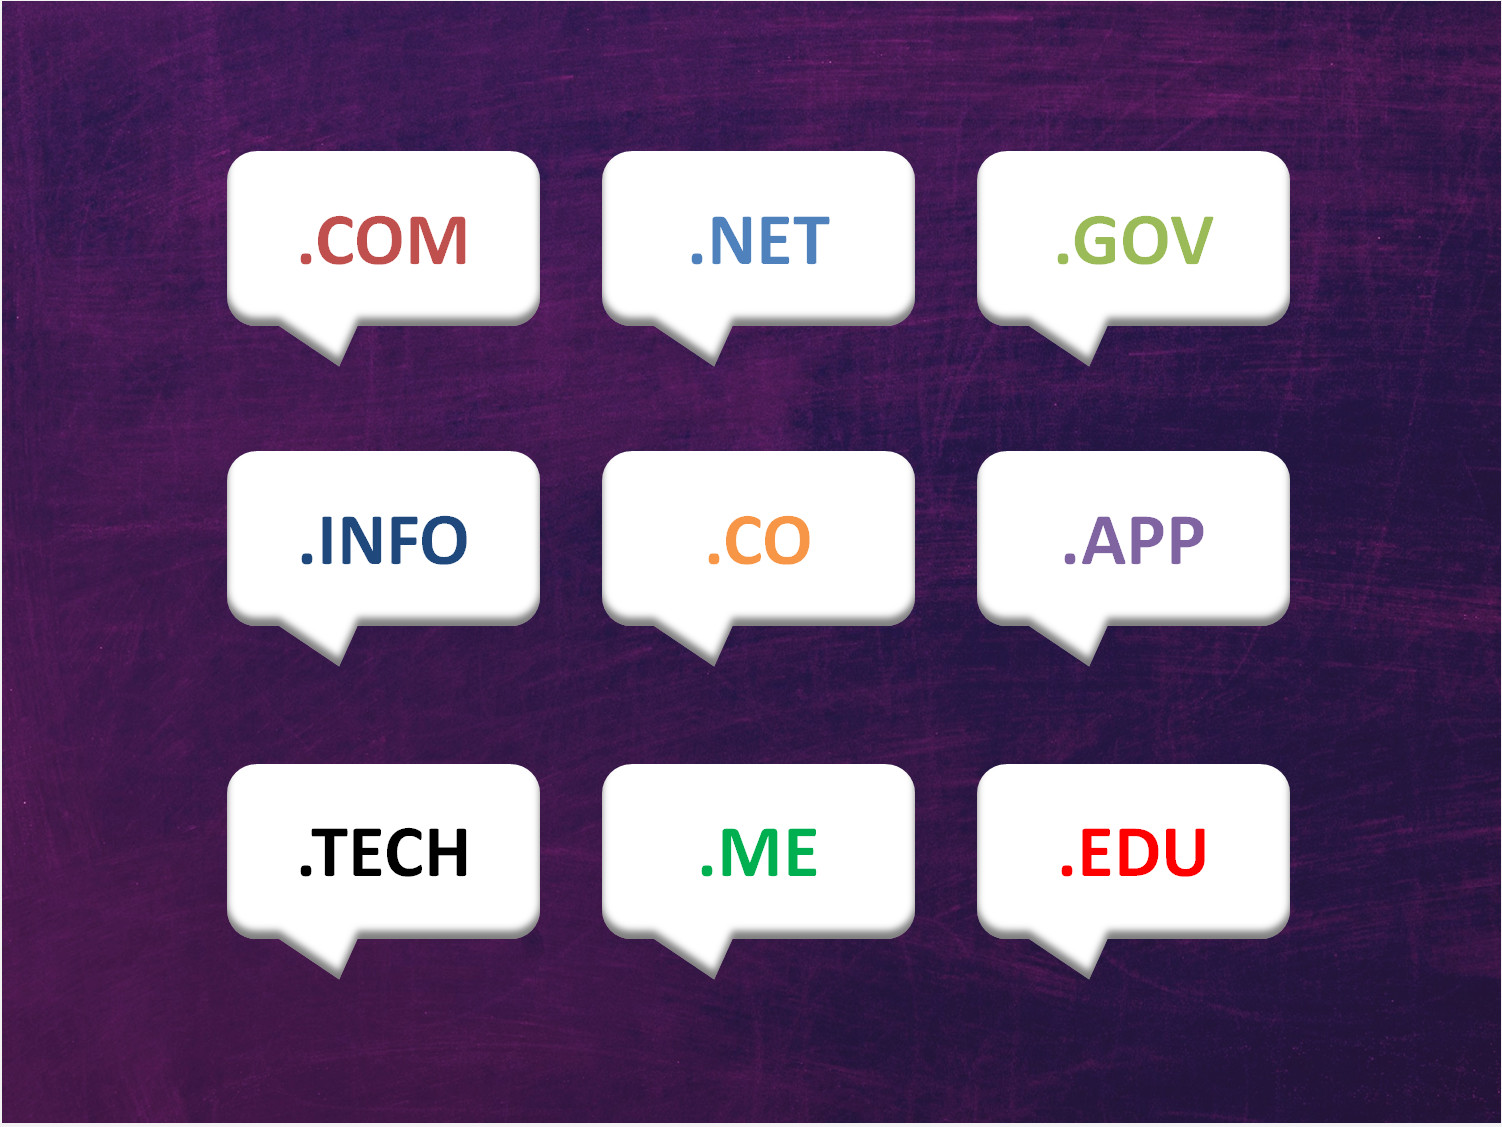 .COM
.NET
.GOV
.INFO
.CO
.APP
.TECH
.ME
.EDU